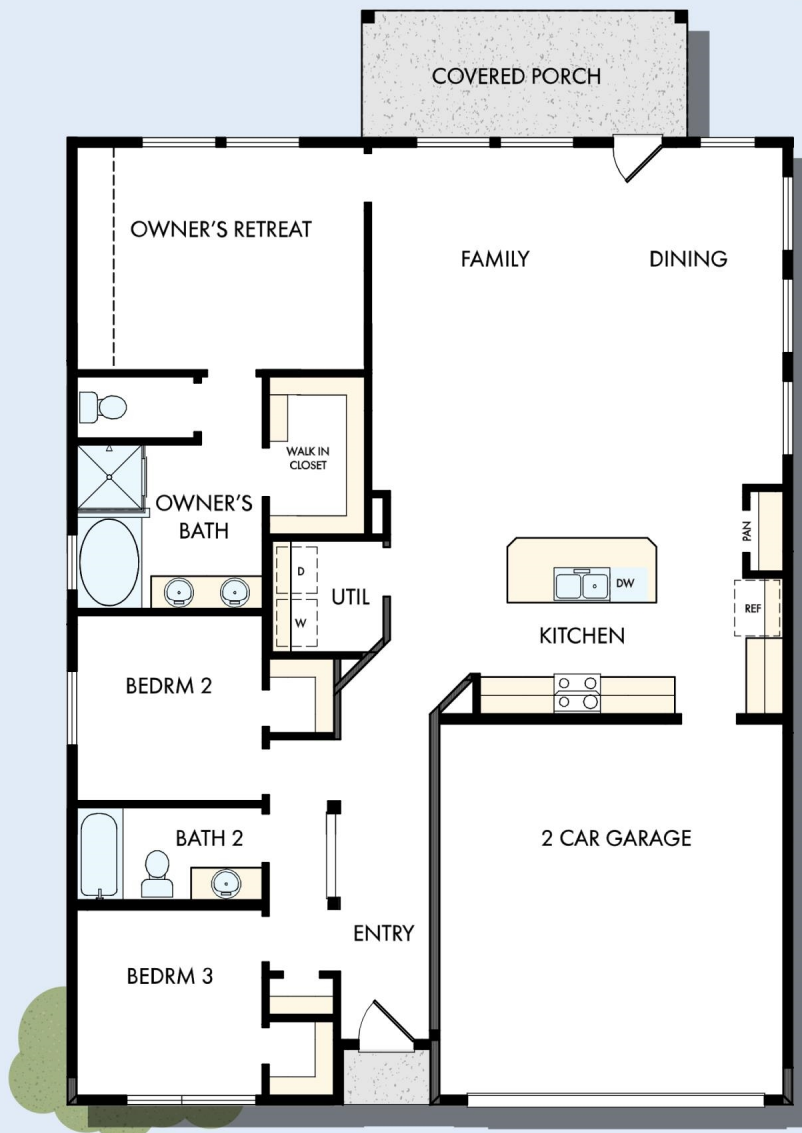 COVERED PORCH
OWNER'S RETREAT
FAMILY
DINING
WALK IN
CLOSET
OWNER'S
BATH
PAN
D
UTIL
W
DW
REF
KITCHEN
BEDRM 2
BATH 2
2 CAR GARAGE
ENTRY
BEDRM 3